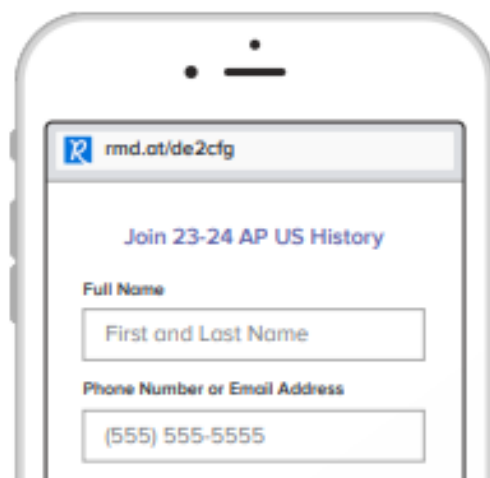 rmd.at/de2cfg
Join 23-24 AP US History
Full Name
First and Last Name
Phone Number or Email Address
(555) 555-5555